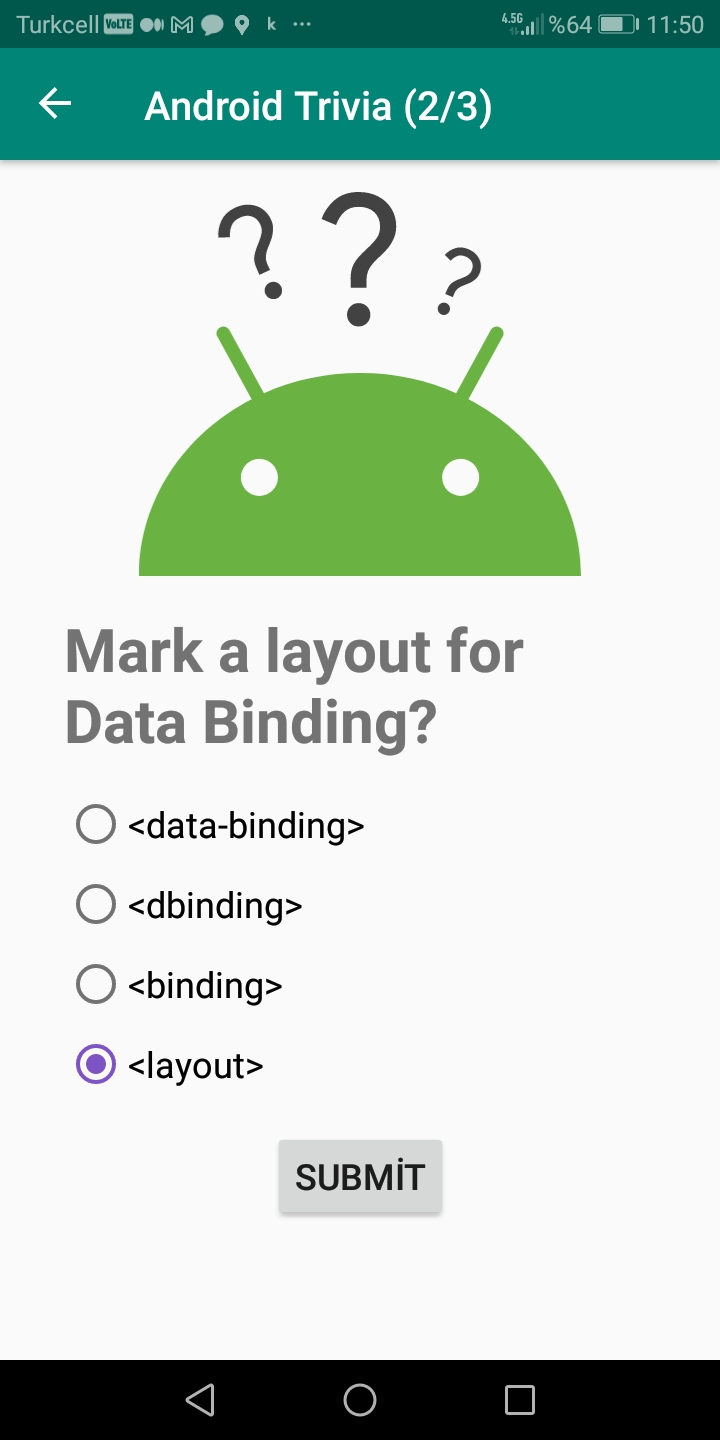 Turkcell VoLTE k ... 4.5G %64 11:50
Android Trivia (2/3)
? ? ?
Mark a layout for
Data Binding?
<data-binding>
<dbinding>
<binding>
<layout>
SUBMİT